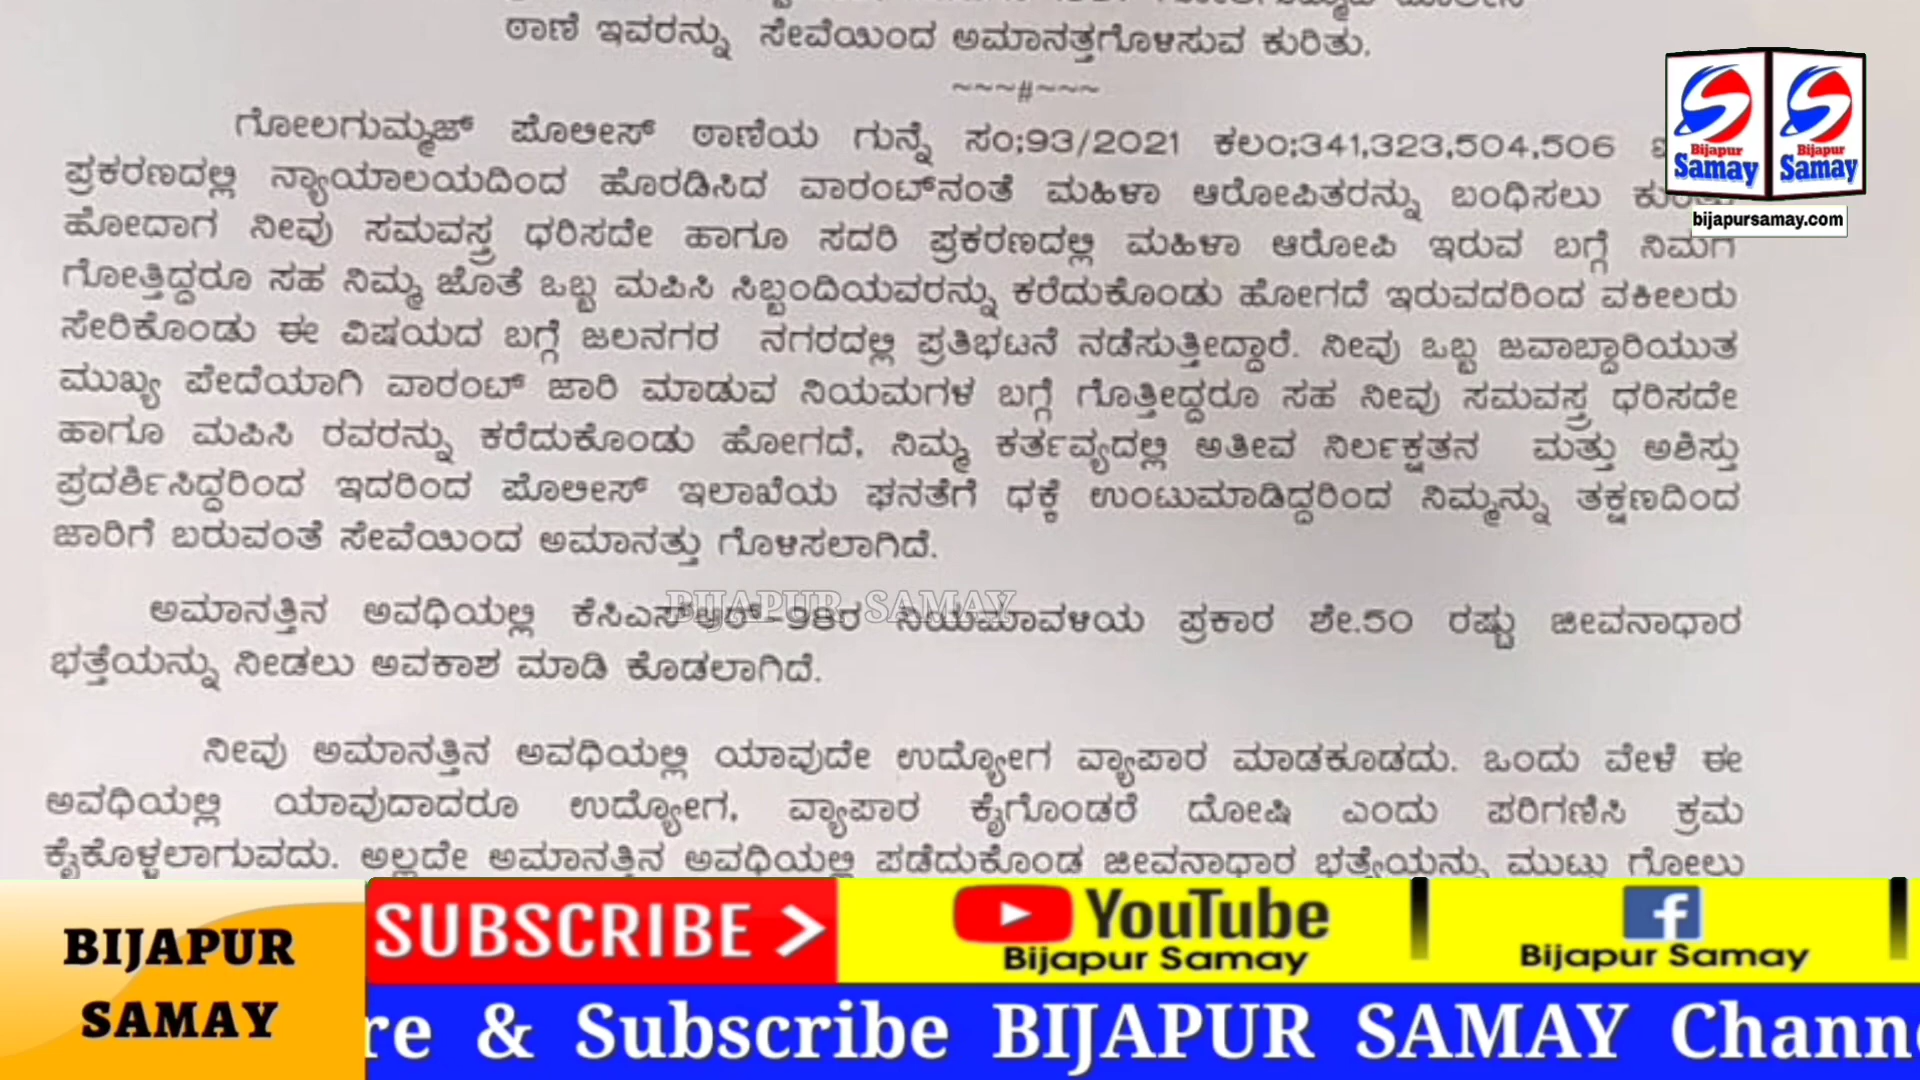 ಠಾಣೆ ಇವರನ್ನು ಸೇವೆಯಿಂದ ಅಮಾನತ್ತಗೊಳಿಸುವ ಕುರಿತು.
~~~#~~~
ಗೋಲಗುಮ್ಮಜ್ ಪೊಲೀಸ್ ಠಾಣೆಯ ಗುನ್ನೆ ಸಂ:93/2021 ಕಲಂ:341,323,504,506
ಪ್ರಕರಣದಲ್ಲಿ ನ್ಯಾಯಾಲಯದಿಂದ ಹೊರಡಿಸಿದ ವಾರಂಟ್‌ನಂತೆ ಮಹಿಳಾ ಆರೋಪಿತರನ್ನು ಬಂಧಿಸಲು
ಹೋದಾಗ ನೀವು ಸಮವಸ್ತ್ರ ಧರಿಸದೇ ಹಾಗೂ ಸದರಿ ಪ್ರಕರಣದಲ್ಲಿ ಮಹಿಳಾ ಆರೋಪಿ ಇರುವ ಬಗ್ಗೆ ನಿಮಗೆ
ಗೋತ್ತಿದ್ದರೂ ಸಹ ನಿಮ್ಮ ಜೊತೆ ಒಬ್ಬ ಮಪಿಸಿ ಸಿಬ್ಬಂದಿಯವರನ್ನು ಕರೆದುಕೊಂಡು ಹೋಗದೆ ಇರುವದರಿಂದ ವಕೀಲರು
ಸೇರಿಕೊಂಡು ಈ ವಿಷಯದ ಬಗ್ಗೆ ಜಲನಗರ ನಗರದಲ್ಲಿ ಪ್ರತಿಭಟನೆ ನಡೆಸುತ್ತೀದ್ದಾರೆ. ನೀವು ಒಬ್ಬ ಜವಾಬ್ದಾರಿಯುತ
ಮುಖ್ಯ ಪೇದೆಯಾಗಿ ವಾರಂಟ್ ಜಾರಿ ಮಾಡುವ ನಿಯಮಗಳ ಬಗ್ಗೆ ಗೊತ್ತೀದ್ದರೂ ಸಹ ನೀವು ಸಮವಸ್ತ್ರ ಧರಿಸದೇ
ಹಾಗೂ ಮಪಿಸಿ ರವರನ್ನು ಕರೆದುಕೊಂಡು ಹೋಗದೆ, ನಿಮ್ಮ ಕರ್ತವ್ಯದಲ್ಲಿ ಅತೀವ ನಿರ್ಲಕ್ಷತನ ಮತ್ತು ಅಶಿಸ್ತು
ಪ್ರದರ್ಶಿಸಿದ್ದರಿಂದ ಇದರಿಂದ ಪೊಲೀಸ್ ಇಲಾಖೆಯ ಘನತೆಗೆ ಧಕ್ಕೆ ಉಂಟುಮಾಡಿದ್ದರಿಂದ ನಿಮ್ಮನ್ನು ತಕ್ಷಣದಿಂದ
ಜಾರಿಗೆ ಬರುವಂತೆ ಸೇವೆಯಿಂದ ಅಮಾನತ್ತು ಗೊಳಿಸಲಾಗಿದೆ.
ಅಮಾನತ್ತಿನ ಅವಧಿಯಲ್ಲಿ ಕೆಸಿಎಸ್‌ಆರ್-98ರ ನಿಯಮಾವಳಿಯ ಪ್ರಕಾರ ಶೇ.50 ರಷ್ಟು ಜೀವನಾಧಾರ
ಭತ್ತೆಯನ್ನು ನೀಡಲು ಅವಕಾಶ ಮಾಡಿ ಕೊಡಲಾಗಿದೆ.
ನೀವು ಅಮಾನತ್ತಿನ ಅವಧಿಯಲ್ಲಿ ಯಾವುದೇ ಉದ್ಯೋಗ ವ್ಯಾಪಾರ ಮಾಡಕೂಡದು. ಒಂದು ವೇಳೆ ಈ
ಅವಧಿಯಲ್ಲಿ ಯಾವುದಾದರೂ ಉದ್ಯೋಗ, ವ್ಯಾಪಾರ ಕೈಗೊಂಡರೆ ದೋಷಿ ಎಂದು ಪರಿಗಣಿಸಿ ಕ್ರಮ
ಕೈಕೊಳ್ಳಲಾಗುವದು. ಅಲ್ಲದೇ ಅಮಾನತ್ತಿನ ಅವಧಿಯಲ್ಲಿ ಪಡೆದುಕೊಂಡ ಜೀವನಾಧಾರ ಭತ್ಯೆಯನ್ನು ಮುಟ್ಟು ಗೋಲು
BIJAPUR SAMAY
Bijapur Samay
Bijapur Samay
bijapursamay.com
BIJAPUR SAMAY
SUBSCRIBE >
YouTube
Bijapur Samay
f
Bijapur Samay
re & Subscribe BIJAPUR SAMAY Channe